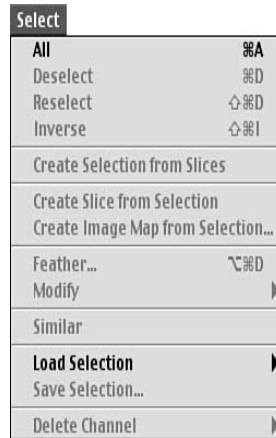 Select
All ⌘A
Deselect ⌘D
Reselect ⇧⌘D
Inverse ⇧⌘I
Create Selection from Slices
Create Slice from Selection
Create Image Map from Selection...
Feather... ⌥⌘D
Modify
Similar
Load Selection
Save Selection...
Delete Channel